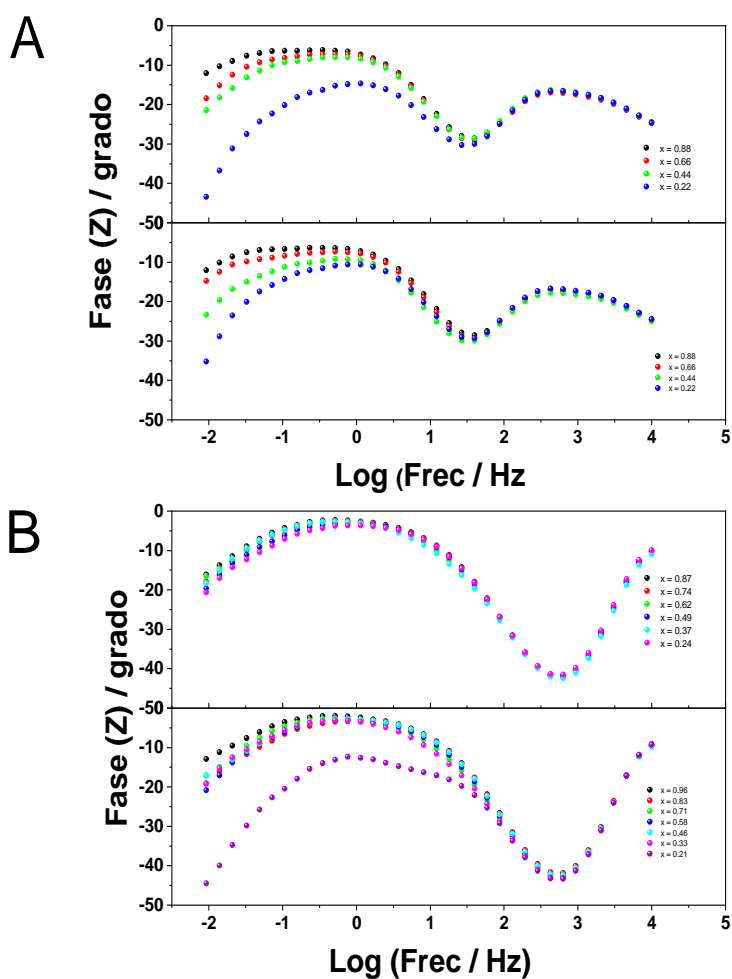 A
0
-10
-20
-30
-40
-50
x = 0.88
x = 0.66
x = 0.44
x = 0.22
0
-10
-20
-30
-40
-50
x = 0.88
x = 0.66
x = 0.44
x = 0.22
Fase (Z) / grado
-2 -1 0 1 2 3 4 5
Log (Frec / Hz
B
0
-10
-20
-30
-40
-50
x = 0.87
x = 0.74
x = 0.62
x = 0.49
x = 0.37
x = 0.24
0
-10
-20
-30
-40
-50
x = 0.96
x = 0.83
x = 0.71
x = 0.58
x = 0.46
x = 0.33
x = 0.21
Fase (Z) / grado
-2 -1 0 1 2 3 4 5
Log (Frec / Hz)